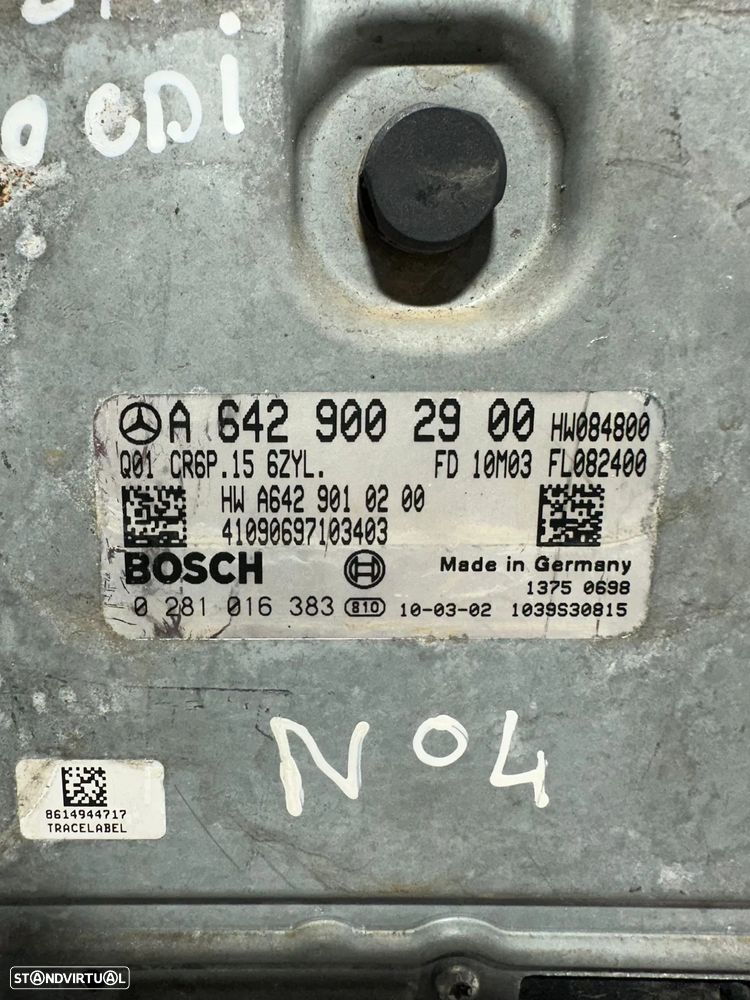 0 CDi
A 642 900 29 00 HW084800
Q01 CR6P.15 6ZYL. FD 10M03 FL082400
HW A642 901 02 00
41090697103403
BOSCH Made in Germany
1375 0698
0 281 016 383 810 10-03-02 1039S30815
N04
8614944717
TRACELABEL
STANDVIRTUAL